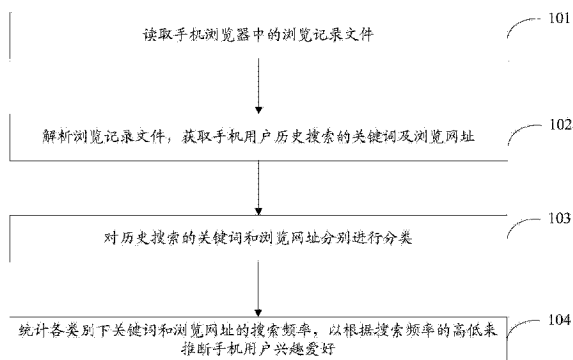 读取手机浏览器中的浏览记录文件
101
解析浏览记录文件，获取手机用户历史搜索的关键词及浏览网址
102
对历史搜索的关键词和浏览网址分别进行分类
103
统计各类别下关键词和浏览网址的搜索频率，以根据搜索频率的高低来
推断手机用户兴趣爱好
104